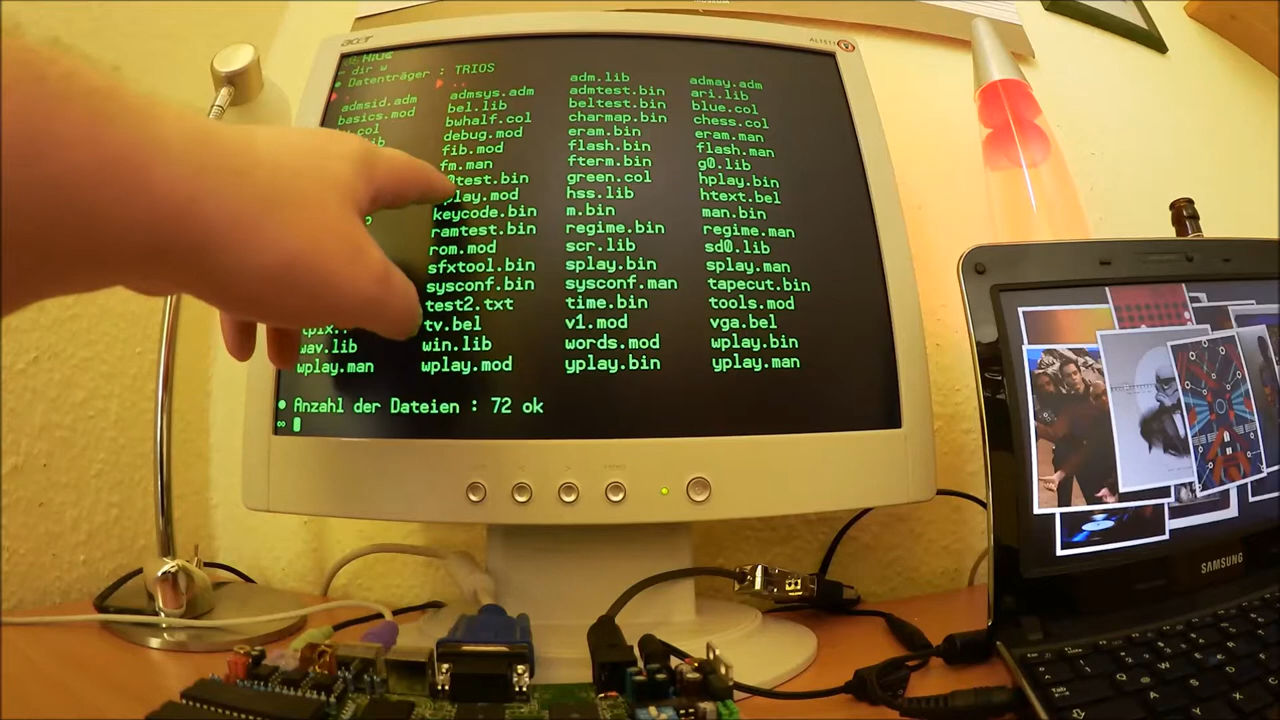 acer
AL1511
dir w
Datenträger : TRIOS
. .. adm.lib admay.adm
admsid.adm admsys.adm admtest.bin ari.lib
basics.mod bel.lib beltest.bin blue.col
bwhalf.col charmap.bin chess.col
debug.mod eram.bin eram.man
fib.mod flash.bin flash.man
fm.man fterm.bin g0.lib
0test.bin green.col hplay.bin
play.mod hss.lib htext.bel
keycode.bin m.bin man.bin
ramtest.bin regime.bin regime.man
rom.mod scr.lib sd0.lib
sfxtool.bin splay.bin splay.man
sysconf.bin sysconf.man tapecut.bin
test2.txt time.bin tools.mod
tv.bel v1.mod vga.bel
wav.lib win.lib words.mod wplay.bin
wplay.man wplay.mod yplay.bin yplay.man
Anzahl der Dateien : 72 ok
SAMSUNG